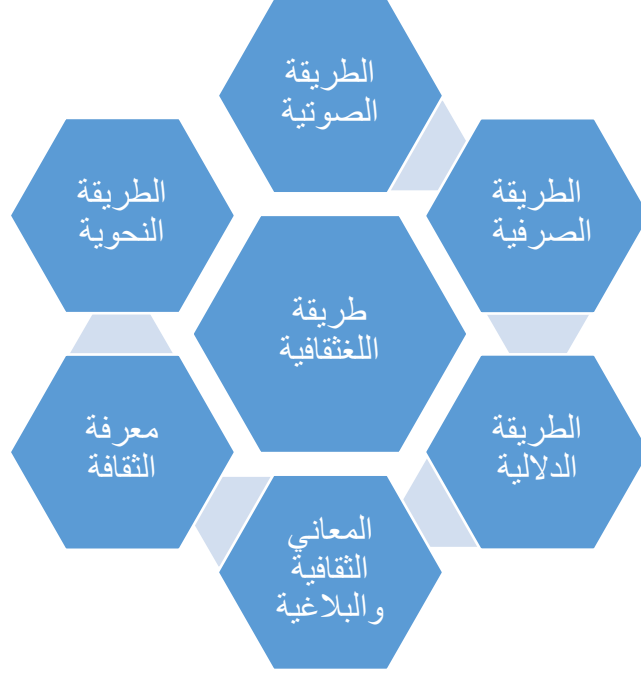 الطريقة
الصوتية
الطريقة
الصرفية
الطريقة
النحوية
طريقة
اللغثقافية
الطريقة
الدلالية
معرفة
الثقافة
المعاني
الثقافية
والبلاغية